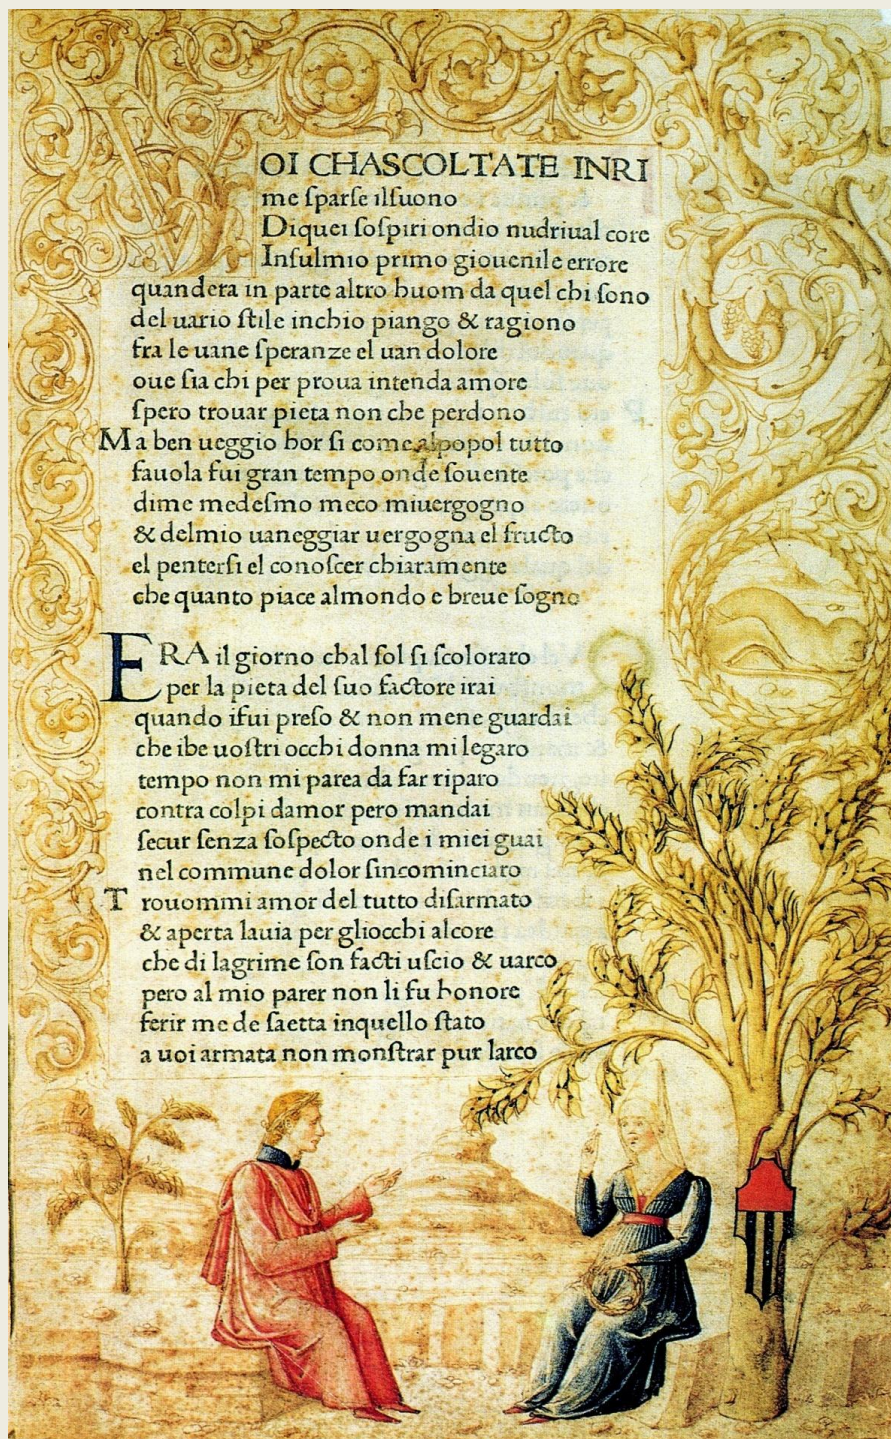 VOI CHASCOLTATE INRI
me sparse ilsuono
Diquei sospiri ondio nudriual core
Insulmio primo giouenile errore
quandera in parte altro huom da quel chi sono
del uario stile inchio piango & ragiono
fra le uane speranze el uan dolore
oue sia chi per proua intenda amore
spero trouar pieta non che perdono
Ma ben ueggio hor si come alpopol tutto
fauola fui gran tempo onde souente
dime medesmo meco miuergogno
& delmio uaneggiar uergogna el fructo
el pentersi el conoscer chiaramente
che quanto piace almondo e breue sogno
ERA il giorno chal sol si scoloraro
per la pieta del suo factore irai
quando ifui preso & non mene guardai
che ibe uostri occhi donna mi legaro
tempo non mi parea da far riparo
contra colpi damor pero mandai
secur senza sospecto onde i miei guai
nel commune dolor sincominciaro
Trouommi amor del tutto disarmato
& aperta lauia per gliocchi alcore
che di lagrime son facti uscio & uarco
pero al mio parer non li fu honore
ferir me de saetta inquello stato
a uoi armata non monstrar pur larco